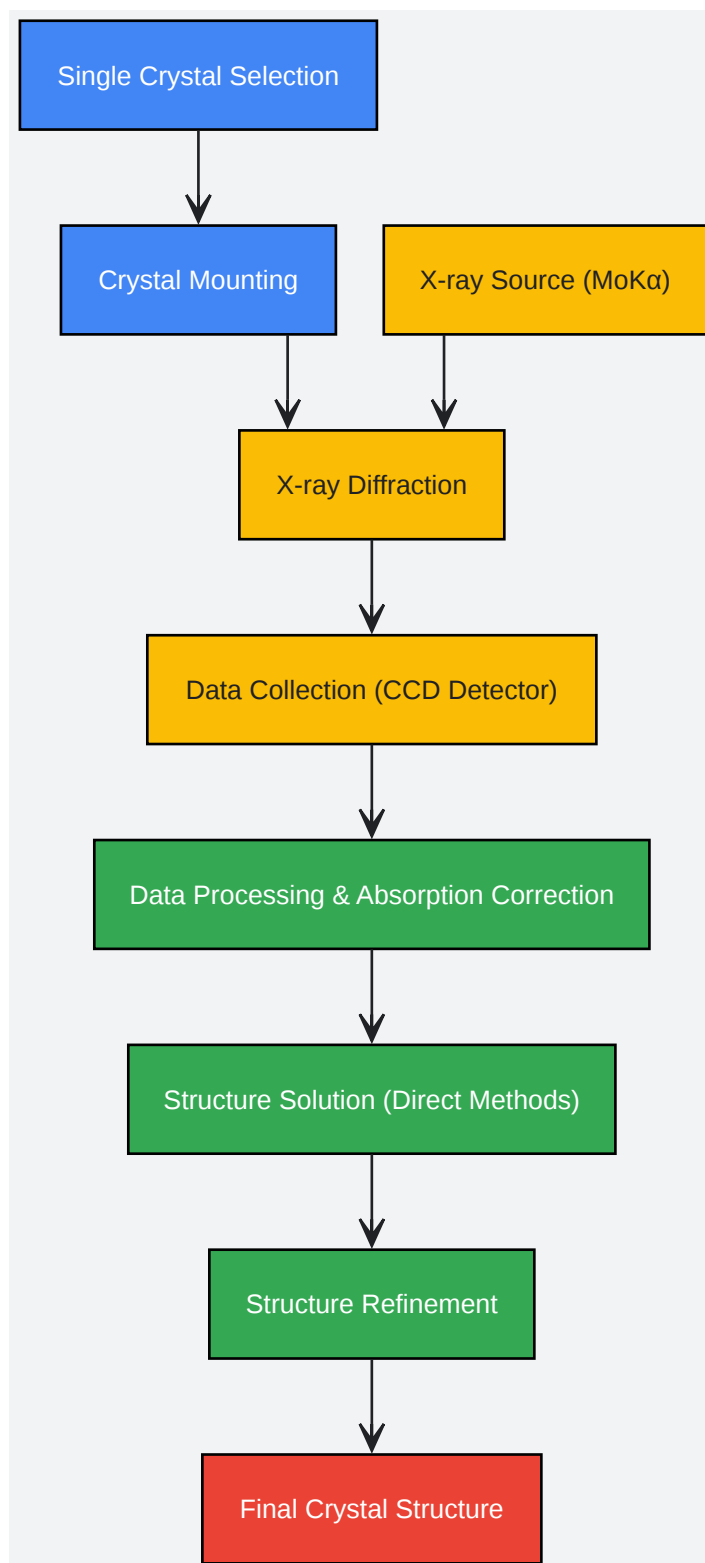 Single Crystal Selection
Crystal Mounting
X-ray Source (MoKα)
X-ray Diffraction
Data Collection (CCD Detector)
Data Processing & Absorption Correction
Structure Solution (Direct Methods)
Structure Refinement
Final Crystal Structure